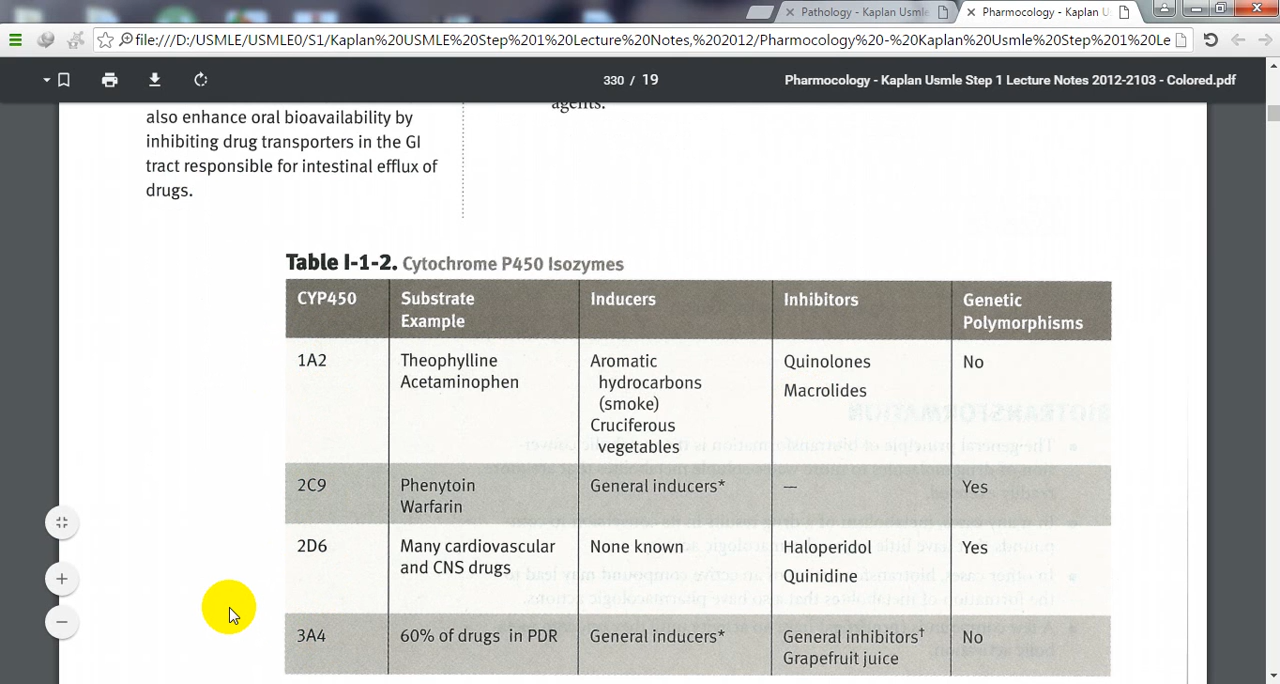 Pathology - Kaplan Usmle
Pharmocology - Kaplan U
file:///D:/USMLE/USMLE0/S1/Kaplan%20USMLE%20Step%201%20Lecture%20Notes,%202012/Pharmocology%20-%20Kaplan%20Usmle%20Step%201%20Le
330 / 19
Pharmocology - Kaplan Usmle Step 1 Lecture Notes 2012-2103 - Colored.pdf
agents.
also enhance oral bioavailability by
inhibiting drug transporters in the GI
tract responsible for intestinal efflux of
drugs.
Table I-1-2. Cytochrome P450 Isozymes
CYP450
Substrate
Example
Inducers
Inhibitors
Genetic
Polymorphisms
1A2
Theophylline
Acetaminophen
Aromatic
hydrocarbons
(smoke)
Cruciferous
vegetables
Quinolones
Macrolides
No
2C9
Phenytoin
Warfarin
General inducers*
—
Yes
2D6
Many cardiovascular
and CNS drugs
None known
Haloperidol
Quinidine
Yes
3A4
60% of drugs in PDR
General inducers*
General inhibitors†
Grapefruit juice
No